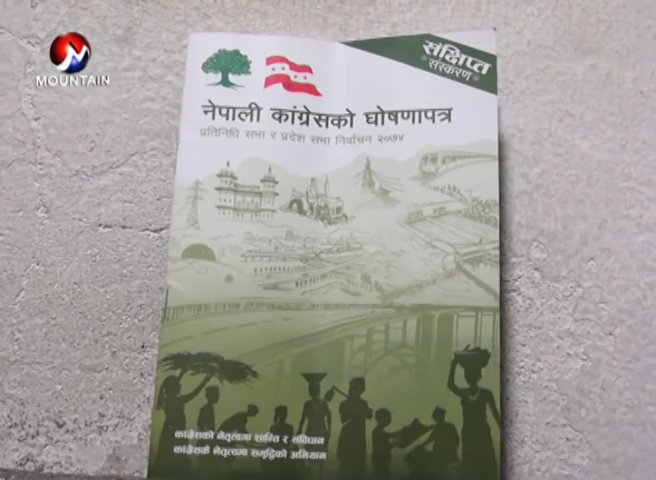 MOUNTAIN
संक्षिप्त
संस्करण
नेपाली कांग्रेसको घोषणापत्र
प्रतिनिधि सभा र प्रदेश सभा निर्वाचन २०७४
कांग्रेसको नेतृत्वमा शान्ति र संविधान
कांग्रेसकै नेतृत्वमा समृद्धिको अभियान